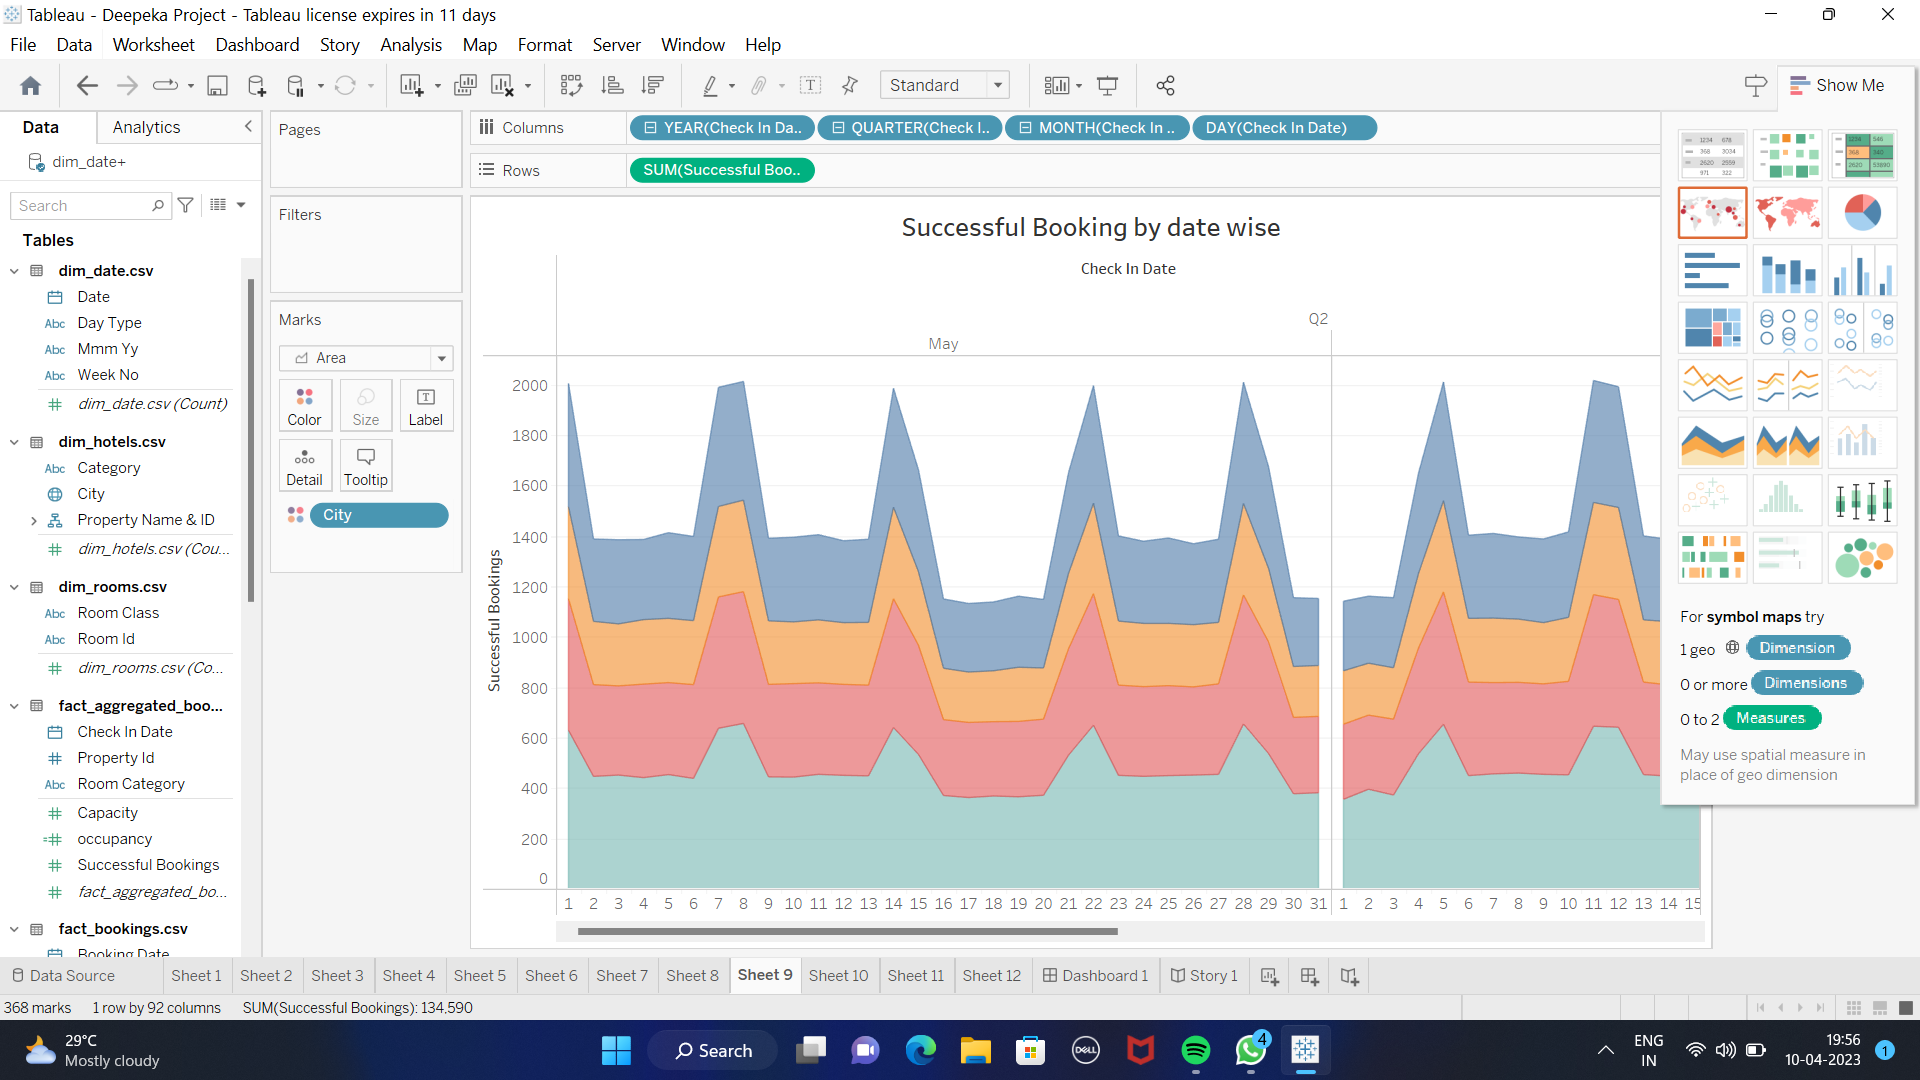 Tableau - Deepeka Project - Tableau license expires in 11 days
File Data Worksheet Dashboard Story Analysis Map Format Server Window Help
Standard
Show Me
Data
Analytics
dim_date+
Search
Tables
dim_date.csv
Date
Abc Day Type
Abc Mmm Yy
Abc Week No
dim_date.csv (Count)
dim_hotels.csv
Abc Category
City
Property Name & ID
dim_hotels.csv (Cou...
dim_rooms.csv
Abc Room Class
Abc Room Id
dim_rooms.csv (Co...
fact_aggregated_boo...
Check In Date
Property Id
Abc Room Category
Capacity
occupancy
Successful Bookings
fact_aggregated_bo...
fact_bookings.csv
Booking Date
Pages
Filters
Marks
Area
Color
Size
Label
Detail
Tooltip
City
Columns
YEAR(Check In Da..
QUARTER(Check I..
MONTH(Check In ..
DAY(Check In Date)
Rows
SUM(Successful Boo..
Successful Booking by date wise
Check In Date
Q2
May
Successful Bookings
2000
1800
1600
1400
1200
1000
800
600
400
200
0
1 2 3 4 5 6 7 8 9 10 11 12 13 14 15 16 17 18 19 20 21 22 23 24 25 26 27 28 29 30 31 1 2 3 4 5 6 7 8 9 10 11 12 13 14 15
For symbol maps try
1 geo Dimension
0 or more Dimensions
0 to 2 Measures
May use spatial measure in
place of geo dimension
Data Source
Sheet 1
Sheet 2
Sheet 3
Sheet 4
Sheet 5
Sheet 6
Sheet 7
Sheet 8
Sheet 9
Sheet 10
Sheet 11
Sheet 12
Dashboard 1
Story 1
368 marks
1 row by 92 columns
SUM(Successful Bookings): 134,590
29°C
Mostly cloudy
Search
DELL
4
ENG
IN
19:56
10-04-2023
1